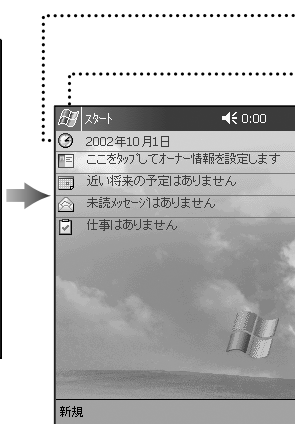 スタート 0:00
2002年10月1日
ここをタップしてオーナー情報を設定します
近い将来の予定はありません
未読メッセージはありません
仕事はありません
新規